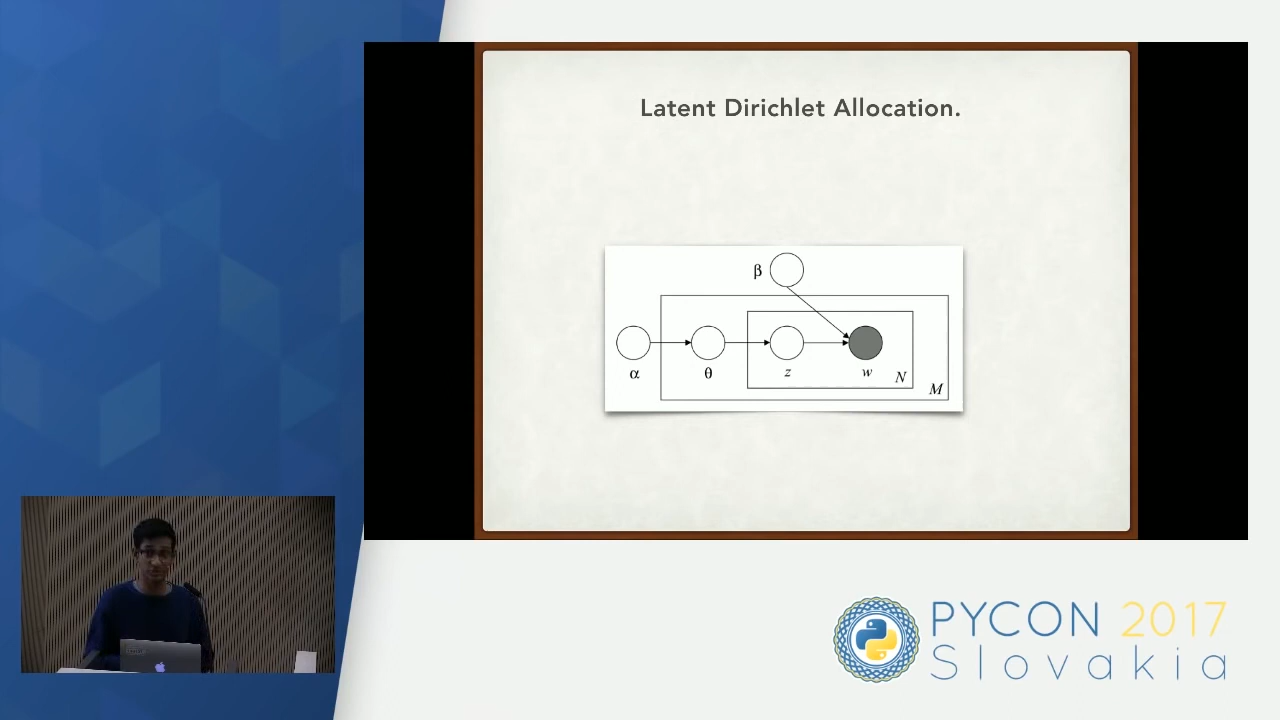 Latent Dirichlet Allocation.
β
α
θ
z
w
N
M
PYCON 2017
Slovakia